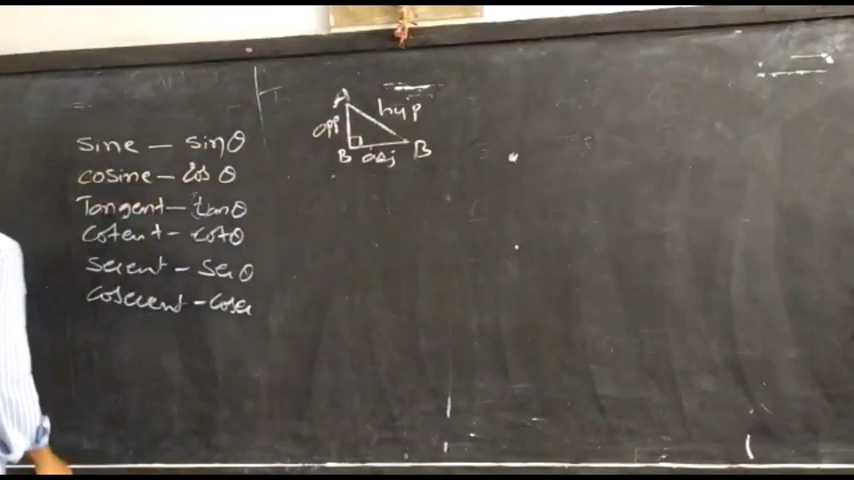 sine — sinθ
cosine — cos θ
Tangent — tanθ
Cotent - cotθ
Secent - Secθ
Cosecent - Cosec
A
opp hyp
B adj B